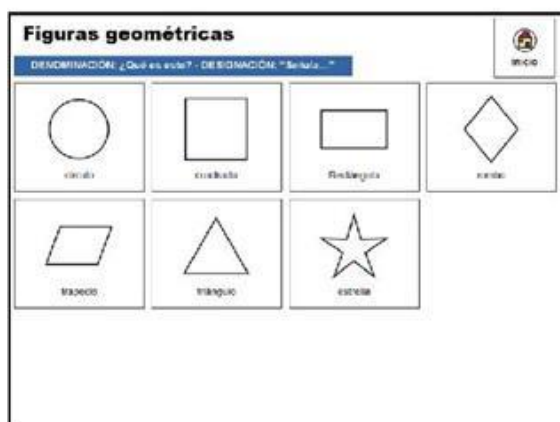 Figuras geométricas
inicio
DENOMINACIÓN: ¿Qué es esto? - DESIGNACIÓN: "Señala..."
círculo
cuadrado
Rectángulo
rombo
trapecio
triángulo
estrella